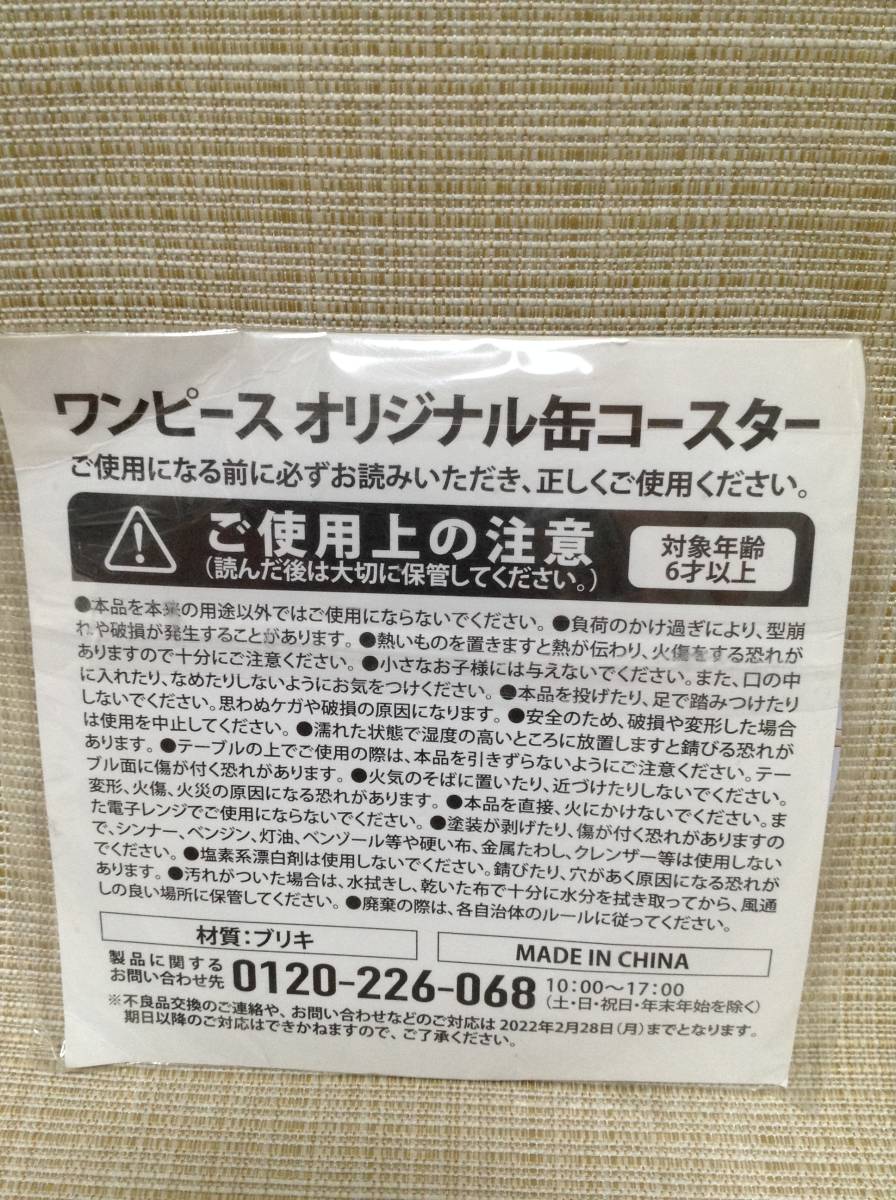 ワンピース オリジナル缶コースター
ご使用になる前に必ずお読みいただき、正しくご使用ください。
ご使用上の注意
(読んだ後は大切に保管してください。)
対象年齢
6才以上
●本品を本来の用途以外ではご使用にならないでください。●負荷のかけ過ぎにより、型崩
れや破損が発生することがあります。●熱いものを置きますと熱が伝わり、火傷をする恐れが
ありますので十分にご注意ください。●小さなお子様には与えないでください。また、口の中
に入れたり、なめたりしないようにお気をつけください。●本品を投げたり、足で踏みつけたり
しないでください。思わぬケガや破損の原因になります。●安全のため、破損や変形した場合
は使用を中止してください。●濡れた状態で湿度の高いところに放置しますと錆びる恐れが
あります。●テーブルの上でご使用の際は、本品を引きずらないようにご注意ください。テー
ブル面に傷が付く恐れがあります。●火気のそばに置いたり、近づけたりしないでください。
変形、火傷、火災の原因になる恐れがあります。●本品を直接、火にかけないでください。ま
た電子レンジでご使用にならないでください。●塗装が剥げたり、傷が付く恐れがありますの
で、シンナー、ベンジン、灯油、ベンゾール等や硬い布、金属たわし、クレンザー等は使用しない
でください。●塩素系漂白剤は使用しないでください。錆びたり、穴があく原因になる恐れが
あります。●汚れがついた場合は、水拭きし、乾いた布で十分に水分を拭き取ってから、風通
しの良い場所に保管してください。●廃棄の際は、各自治体のルールに従ってください。
材質:ブリキ
MADE IN CHINA
製品に関する
お問い合わせ先
0120-226-068
10:00〜17:00
(土・日・祝日・年末年始を除く)
※不良品交換のご連絡や、お問い合わせなどのご対応は 2022年2月28日(月)までとなります。
期日以降のご対応はできかねますので、ご了承ください。